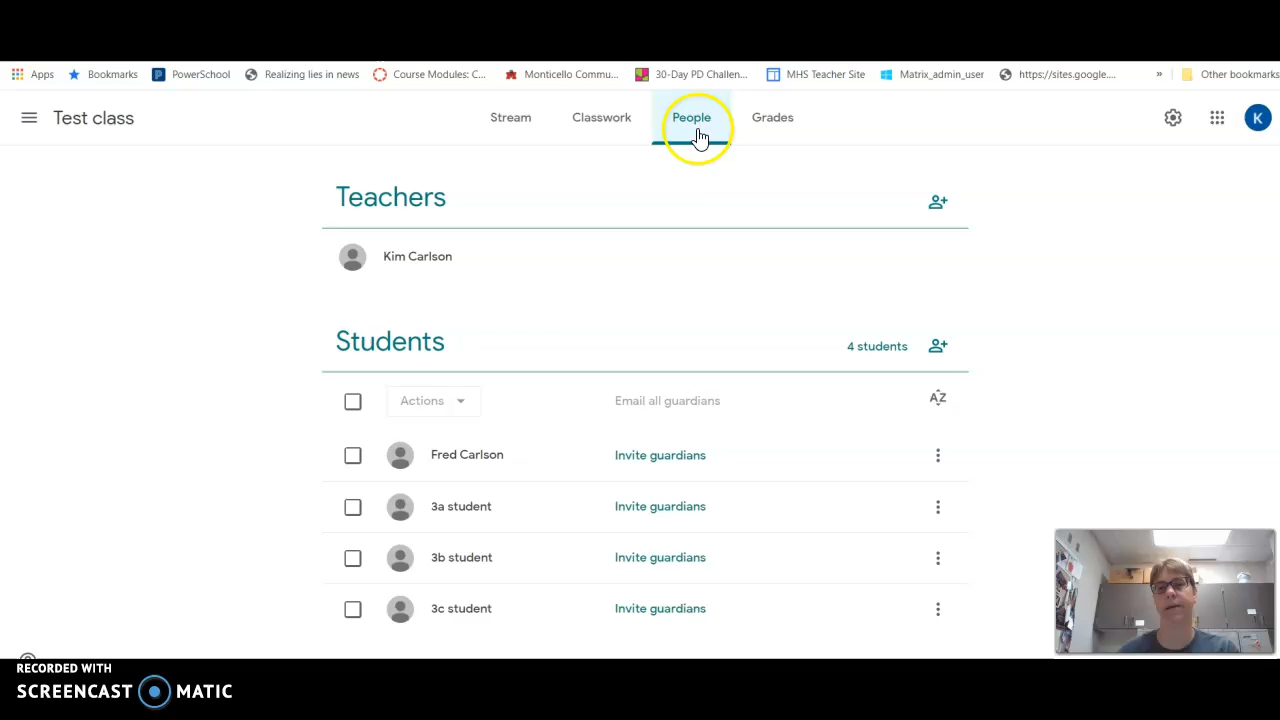 Apps Bookmarks PowerSchool Realizing lies in news Course Modules: C... Monticello Commu... 30-Day PD Challen... MHS Teacher Site Matrix_admin_user https://sites.google.... » Other bookmarks
Test class Stream Classwork People Grades K
Teachers
Kim Carlson
Students 4 students
Actions Email all guardians AZ
Fred Carlson Invite guardians
3a student Invite guardians
3b student Invite guardians
3c student Invite guardians
RECORDED WITH
SCREENCAST MATIC